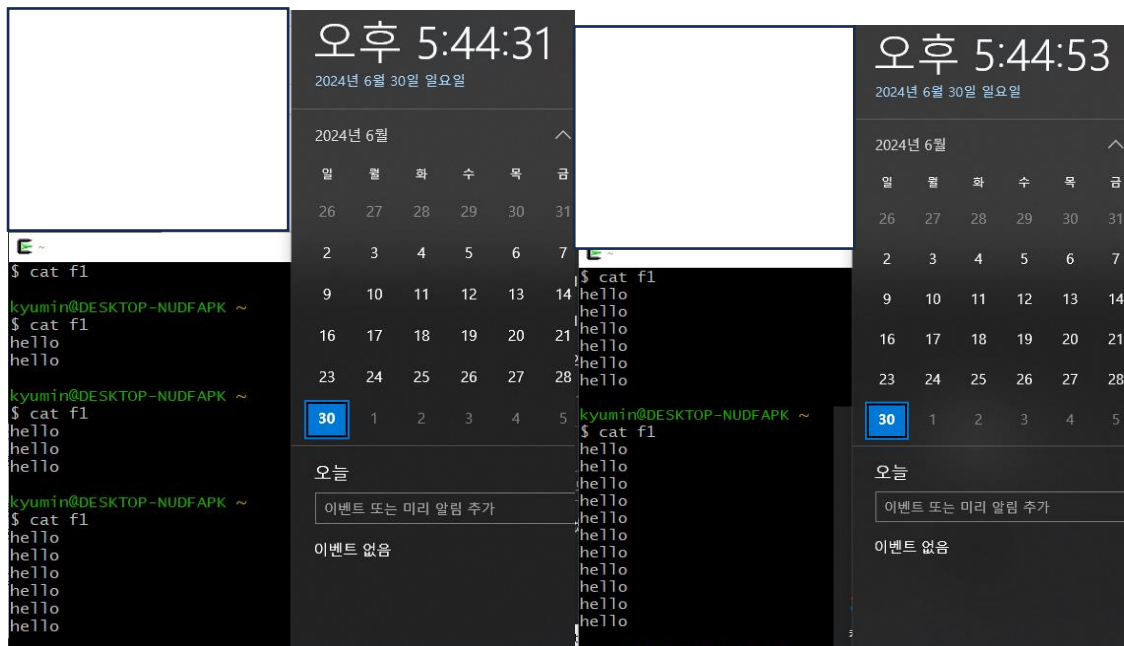 ~
$ cat f1
kyumin@DESKTOP-NUDFAPK ~
$ cat f1
hello
hello
kyumin@DESKTOP-NUDFAPK ~
$ cat f1
hello
hello
hello
kyumin@DESKTOP-NUDFAPK ~
$ cat f1
hello
hello
hello
hello
hello
hello
오후 5:44:31
2024년 6월 30일 일요일
2024년 6월
일 월 화 수 목 금
26 27 28 29 30 31
2 3 4 5 6 7
9 10 11 12 13 14
16 17 18 19 20 21
23 24 25 26 27 28
30 1 2 3 4 5
오늘
이벤트 또는 미리 알림 추가
이벤트 없음
~
$ cat f1
hello
hello
hello
hello
hello
hello
kyumin@DESKTOP-NUDFAPK ~
$ cat f1
hello
hello
hello
hello
hello
hello
hello
hello
hello
hello
hello
오후 5:44:53
2024년 6월 30일 일요일
2024년 6월
일 월 화 수 목 금
26 27 28 29 30 31
2 3 4 5 6 7
9 10 11 12 13 14
16 17 18 19 20 21
23 24 25 26 27 28
30 1 2 3 4 5
오늘
이벤트 또는 미리 알림 추가
이벤트 없음